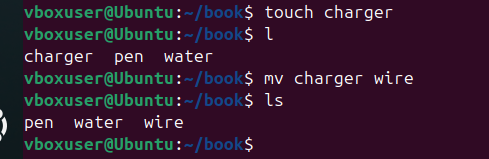 vboxuser@Ubuntu:~/book$ touch charger
vboxuser@Ubuntu:~/book$ l
charger  pen  water
vboxuser@Ubuntu:~/book$ mv charger wire
vboxuser@Ubuntu:~/book$ ls
pen  water  wire
vboxuser@Ubuntu:~/book$